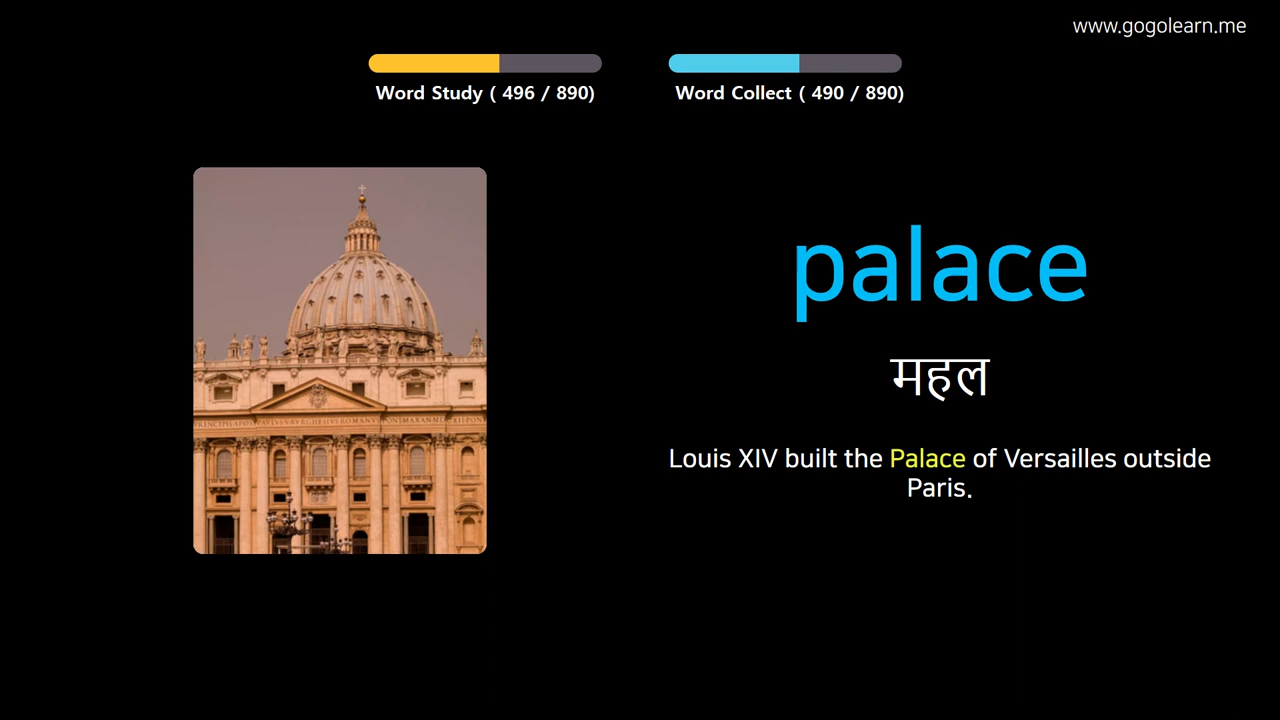 www.gogolearn.me
Word Study ( 496 / 890)
Word Collect ( 490 / 890)
palace
महल
Louis XIV built the Palace of Versailles outside
Paris.